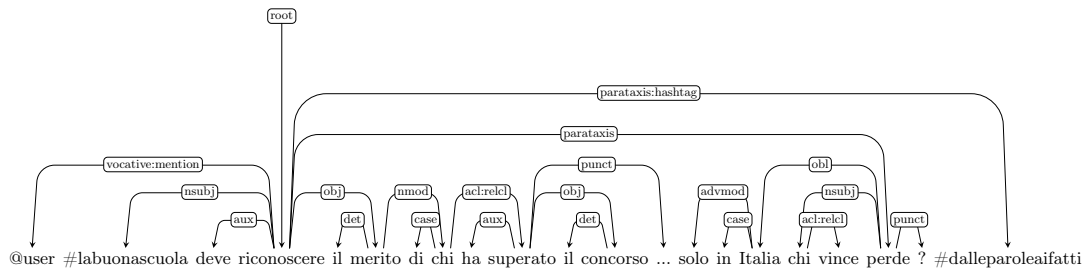 root
parataxis:hashtag
parataxis
vocative:mention punct obl
nsubj obj nmod acl:relcl obj advmod nsubj
aux det case aux det case acl:relcl punct
@user #labuonascuola deve riconoscere il merito di chi ha superato il concorso ... solo in Italia chi vince perde ? #dalleparoleaifatti